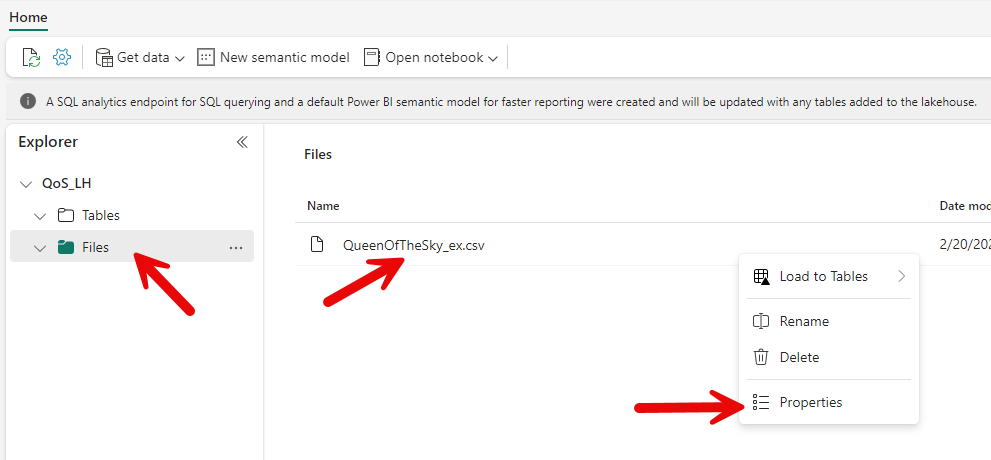 Home
Get data
New semantic model
Open notebook
A SQL analytics endpoint for SQL querying and a default Power BI semantic model for faster reporting were created and will be updated with any tables added to the lakehouse.
Explorer
Files
QoS_LH
Name
Date mod
Tables
Files
QueenOfTheSky_ex.csv
2/20/202
Load to Tables
Rename
Delete
Properties